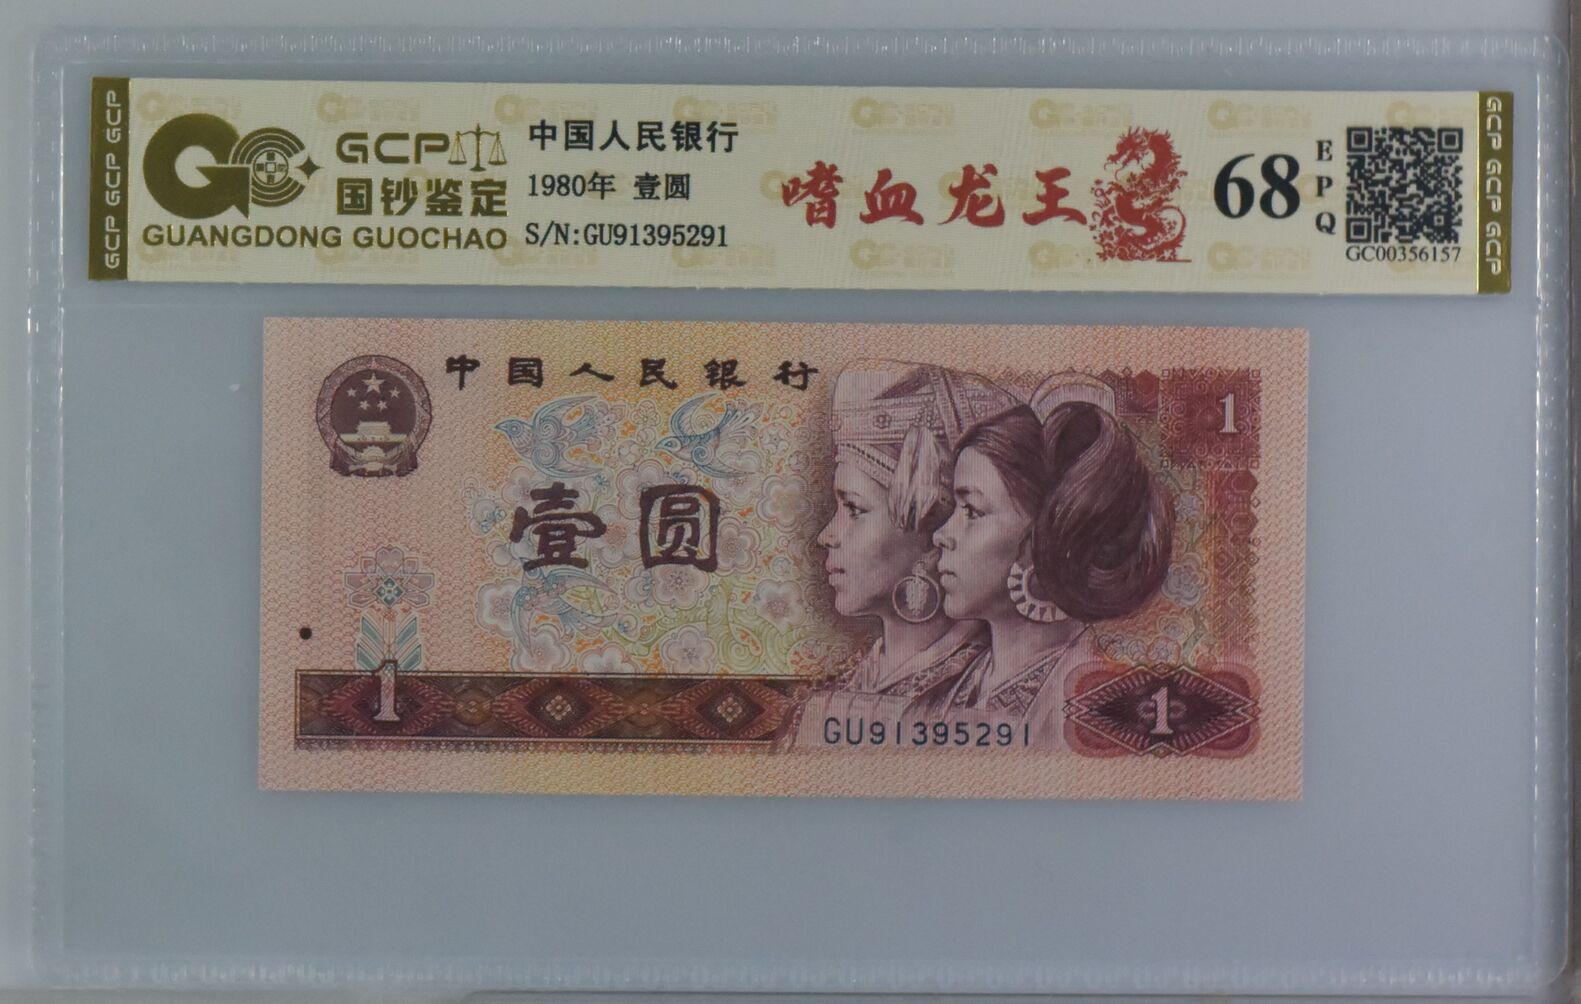 GCP GCP GCP
GCP
国钞鉴定
GUANGDONG GUOCHAO
中国人民银行
1980年 壹圆
S/N:GU91395291
嗜血龙王
68
EPQ
GC00356157
GCP GCP GCP
中国人民银行
1
壹圆
1
GU91395291
1